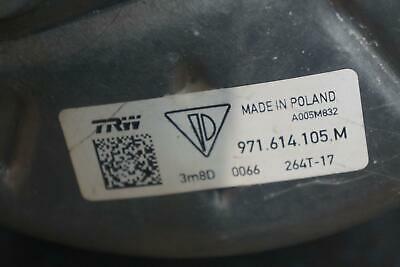 TRW
MADE IN POLAND
A005M832
971.614.105.M
3m8D 0066 264T-17